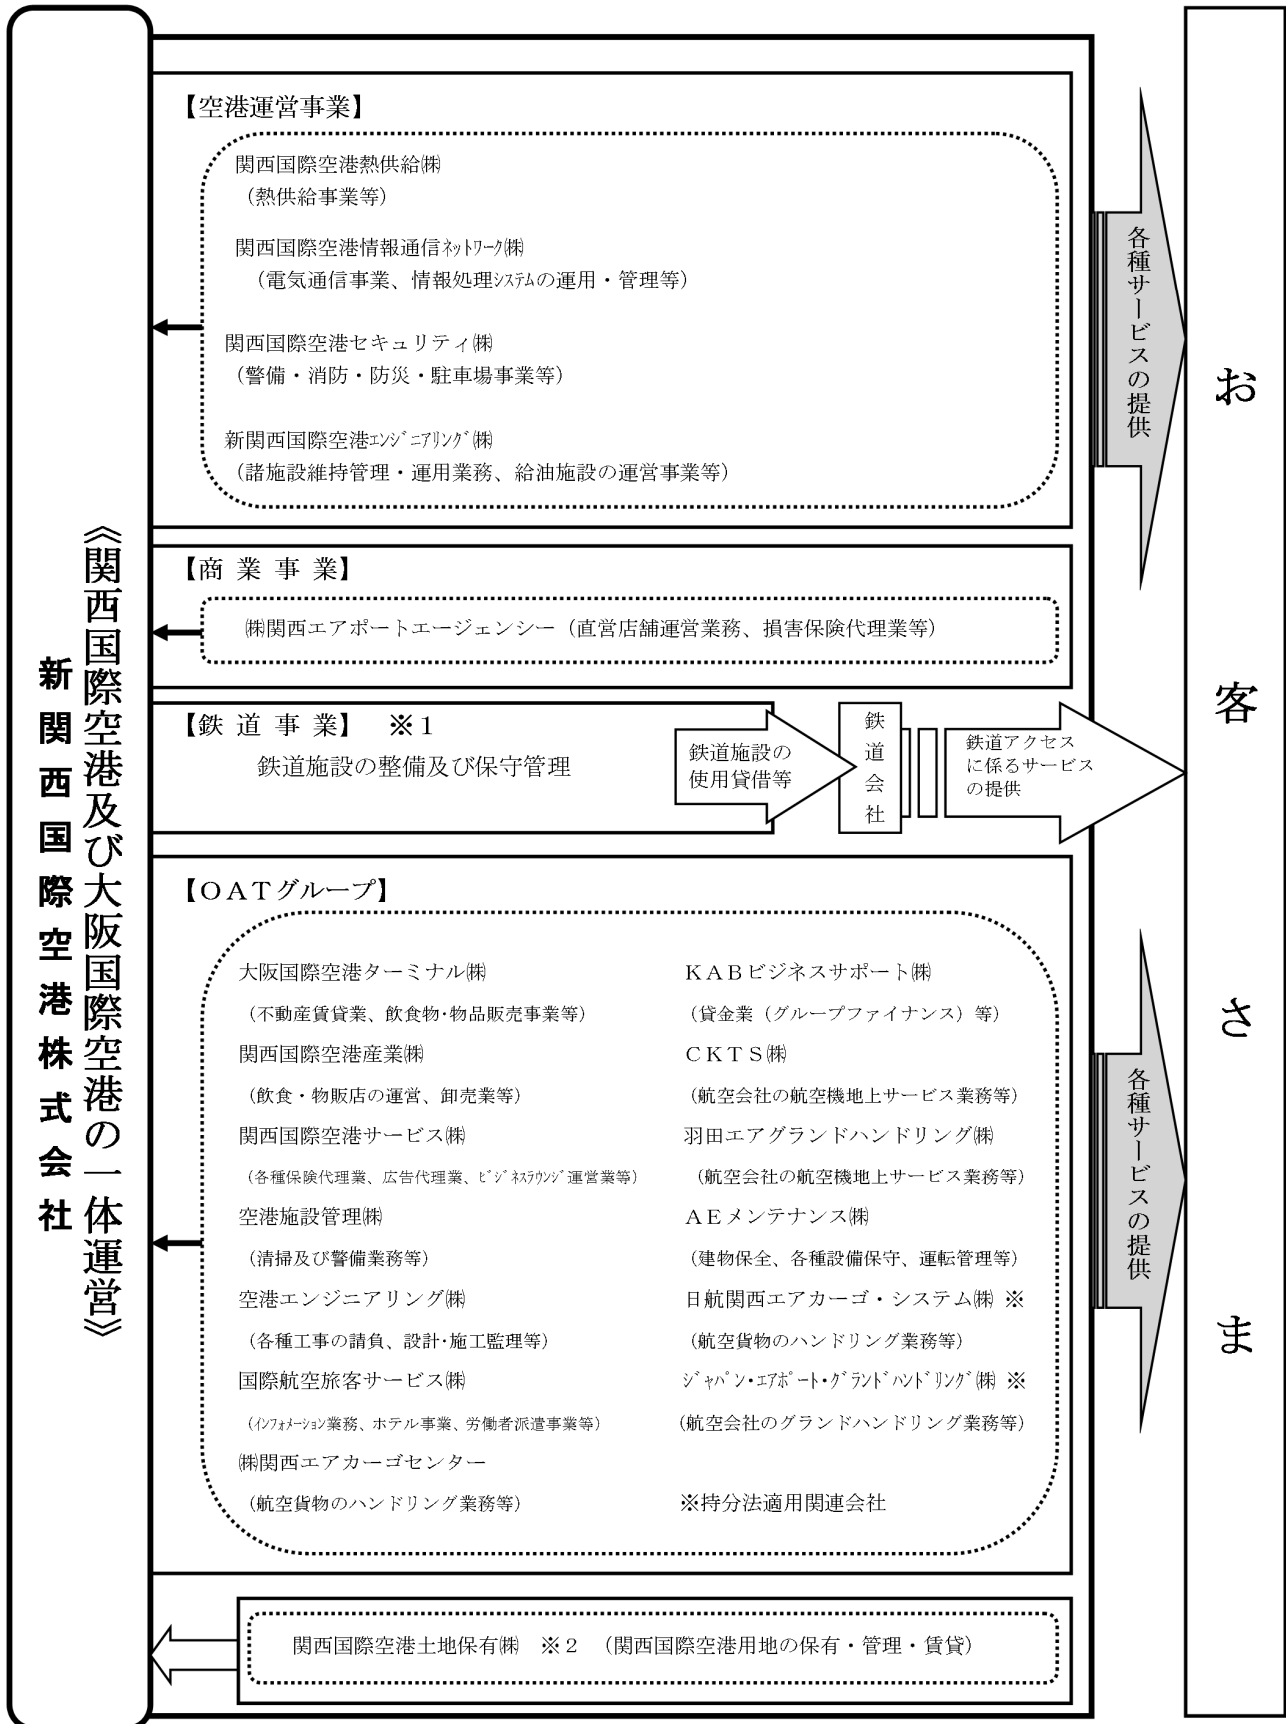 《関西国際空港及び大阪国際空港の一体運営》
新関西国際空港株式会社
【空港運営事業】
関西国際空港熱供給㈱
（熱供給事業等）
関西国際空港情報通信ﾈｯﾄﾜｰｸ㈱
（電気通信事業、情報処理ｼｽﾃﾑの運用・管理等）
関西国際空港セキュリティ㈱
（警備・消防・防災・駐車場事業等）
新関西国際空港ｴﾝｼﾞﾆｱﾘﾝｸﾞ㈱
（諸施設維持管理・運用業務、給油施設の運営事業等）
各種サービスの提供
【商 業 事 業】
㈱関西エアポートエージェンシー（直営店舗運営業務、損害保険代理業等）
【鉄 道 事 業】　※１
鉄道施設の整備及び保守管理
鉄道施設の
使用貸借等
鉄道会社
鉄道アクセス
に係るサービス
の提供
【ＯＡＴグループ】
大阪国際空港ターミナル㈱
（不動産賃貸業、飲食物･物品販売事業等）
関西国際空港産業㈱
（飲食・物販店の運営、卸売業等）
関西国際空港サービス㈱
（各種保険代理業、広告代理業、ﾋﾞｼﾞﾈｽﾗｳﾝｼﾞ運営業等）
空港施設管理㈱
（清掃及び警備業務等）
空港エンジニアリング㈱
（各種工事の請負、設計･施工監理等）
国際航空旅客サービス㈱
（ｲﾝﾌｫﾒｰｼｮﾝ業務、ホテル事業、労働者派遣事業等）
㈱関西エアカーゴセンター
（航空貨物のハンドリング業務等）
ＫＡＢビジネスサポート㈱
（貸金業（グループファイナンス）等）
ＣＫＴＳ㈱
（航空会社の航空機地上サービス業務等）
羽田エアグランドハンドリング㈱
（航空会社の航空機地上サービス業務等）
ＡＥメンテナンス㈱
（建物保全、各種設備保守、運転管理等）
日航関西エアカーゴ・システム㈱ ※
（航空貨物のハンドリング業務等）
ｼﾞｬﾊﾟﾝ・ｴｱﾎﾟｰﾄ・ｸﾞﾗﾝﾄﾞﾊﾝﾄﾞﾘﾝｸﾞ㈱ ※
（航空会社のグランドハンドリング業務等）
※持分法適用関連会社
各種サービスの提供
関西国際空港土地保有㈱　※２　（関西国際空港用地の保有・管理・賃貸）
お客さま